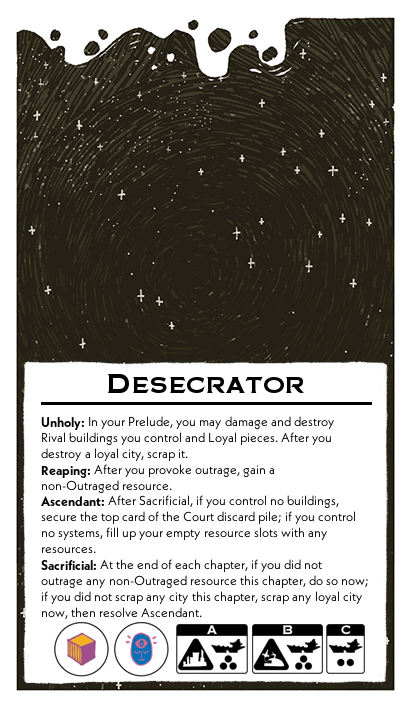 DESECRATOR
Unholy: In your Prelude, you may damage and destroy
Rival buildings you control and Loyal pieces. After you
destroy a loyal city, scrap it.
Reaping: After you provoke outrage, gain a
non-Outraged resource.
Ascendant: After Sacrificial, if you control no buildings,
secure the top card of the Court discard pile; if you control
no systems, fill up your empty resource slots with any
resources.
Sacrificial: At the end of each chapter, if you did not
outrage any non-Outraged resource this chapter, do so now;
if you did not scrap any city this chapter, scrap any loyal city
now, then resolve Ascendant.
A B C